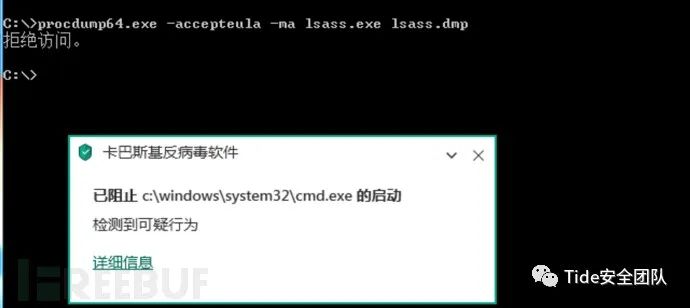 C:\>procdump64.exe -accepteula -ma lsass.exe lsass.dmp
拒绝访问。
C:\>
卡巴斯基反病毒软件
已阻止 c:\windows\system32\cmd.exe 的启动
检测到可疑行为
详细信息
FREEBUF
Tide安全团队